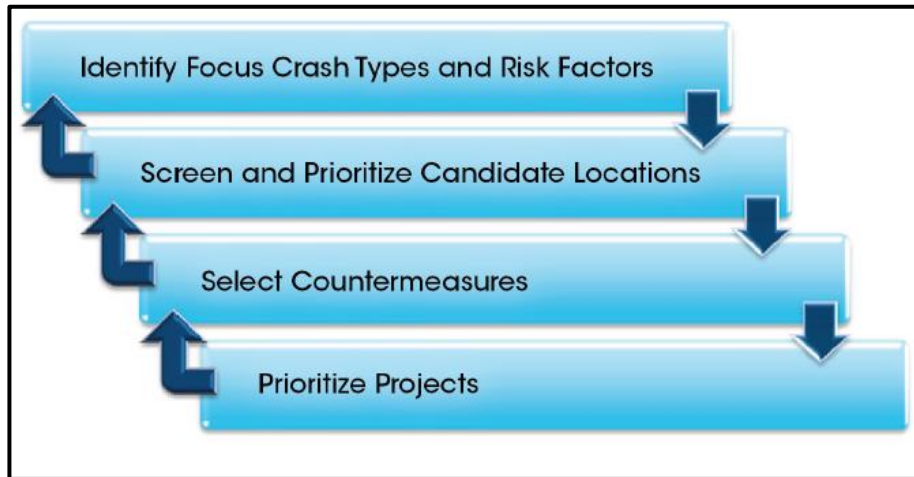 Identify Focus Crash Types and Risk Factors
Screen and Prioritize Candidate Locations
Select Countermeasures
Prioritize Projects